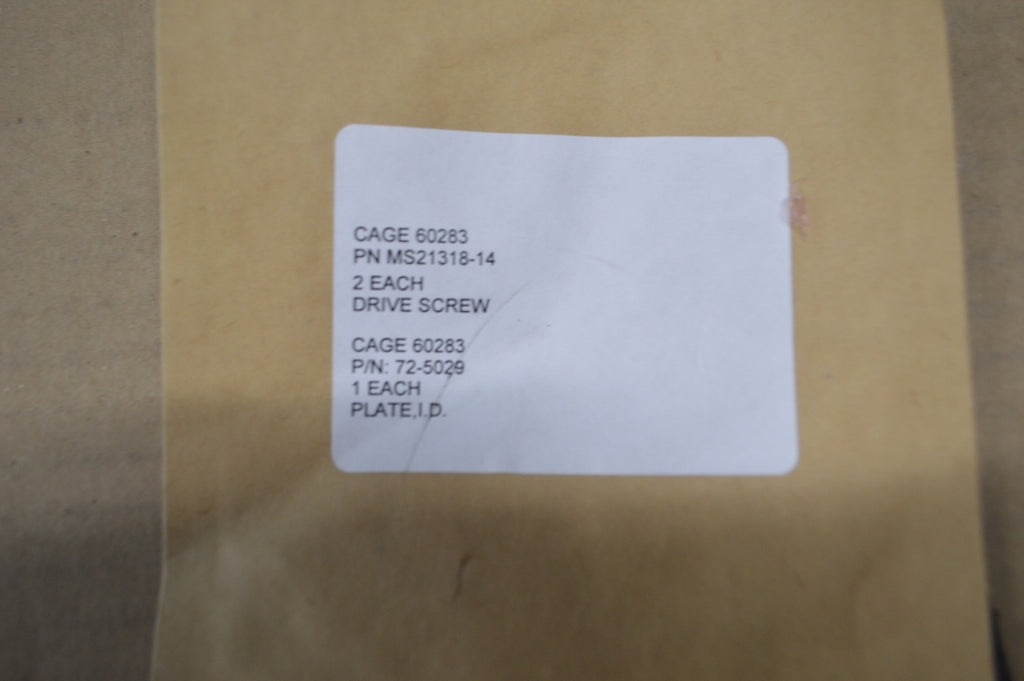 CAGE 60283
PN MS21318-14
2 EACH
DRIVE SCREW
CAGE 60283
P/N: 72-5029
1 EACH
PLATE,I.D.